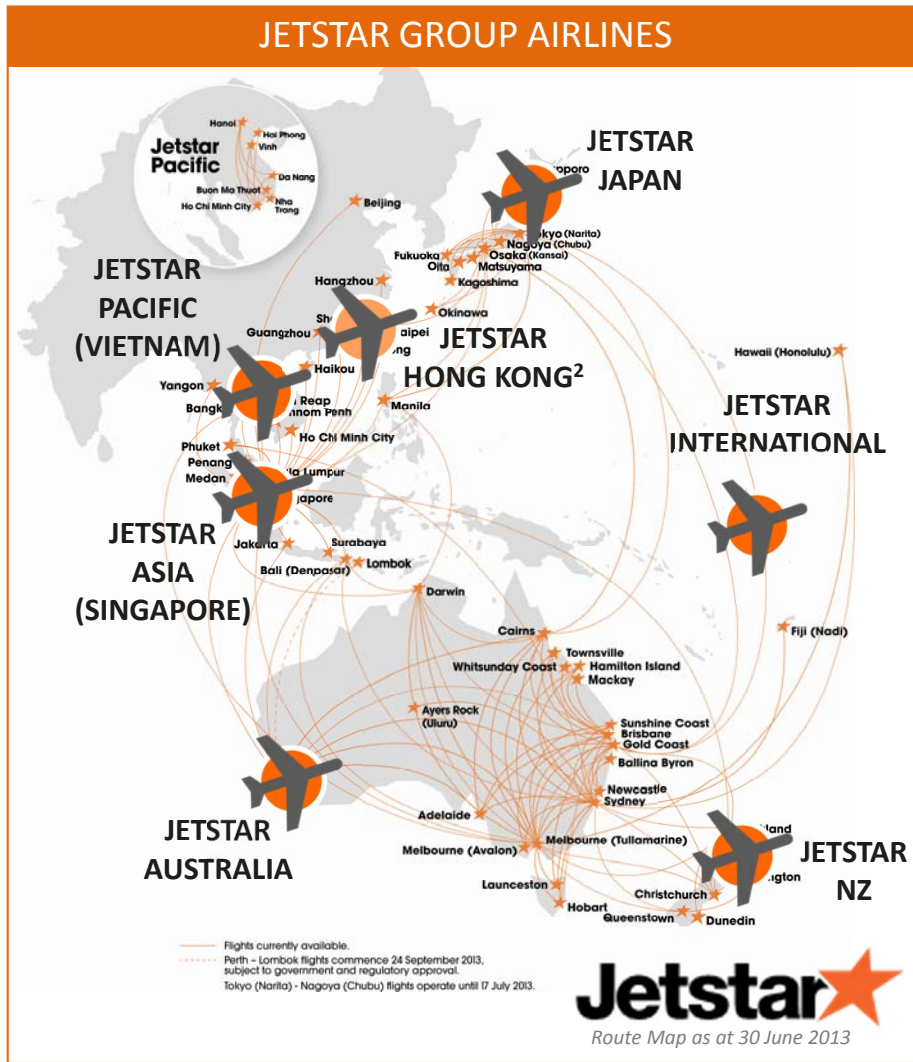 JETSTAR GROUP AIRLINES
Jetstar
Pacific
Hanoi
Hai Phong
Vinh
Da Nang
Buon Ma Thuot
Nha
Trang
Ho Chi Minh City
JETSTAR
JAPAN
Beijing
Tokyo (Narita)
Nagoya (Chubu)
Osaka (Kansai)
Fukuoka
Oita
Matsuyama
Kagoshima
Hangzhou
Okinawa
JETSTAR
PACIFIC
(VIETNAM)
Guangzhou
JETSTAR
HONG KONG²
Haikou
Hawaii (Honolulu)
Yangon
Manila
JETSTAR
INTERNATIONAL
Ho Chi Minh City
Phuket
Penang
Medan
JETSTAR
ASIA
(SINGAPORE)
Jakarta
Surabaya
Bali (Denpasar)
Lombok
Darwin
Fiji (Nadi)
Cairns
Townsville
Whitsunday Coast
Hamilton Island
Mackay
Ayers Rock
(Uluru)
Sunshine Coast
Brisbane
Gold Coast
Ballina Byron
Newcastle
Sydney
Adelaide
JETSTAR
AUSTRALIA
Melbourne (Avalon)
Melbourne (Tullamarine)
JETSTAR
NZ
Launceston
Hobart
Christchurch
Queenstown
Dunedin
Flights currently available.
Perth – Lombok flights commence 24 September 2013,
subject to government and regulatory approval.
Tokyo (Narita) - Nagoya (Chubu) flights operate until 17 July 2013.
Jetstar
Route Map as at 30 June 2013